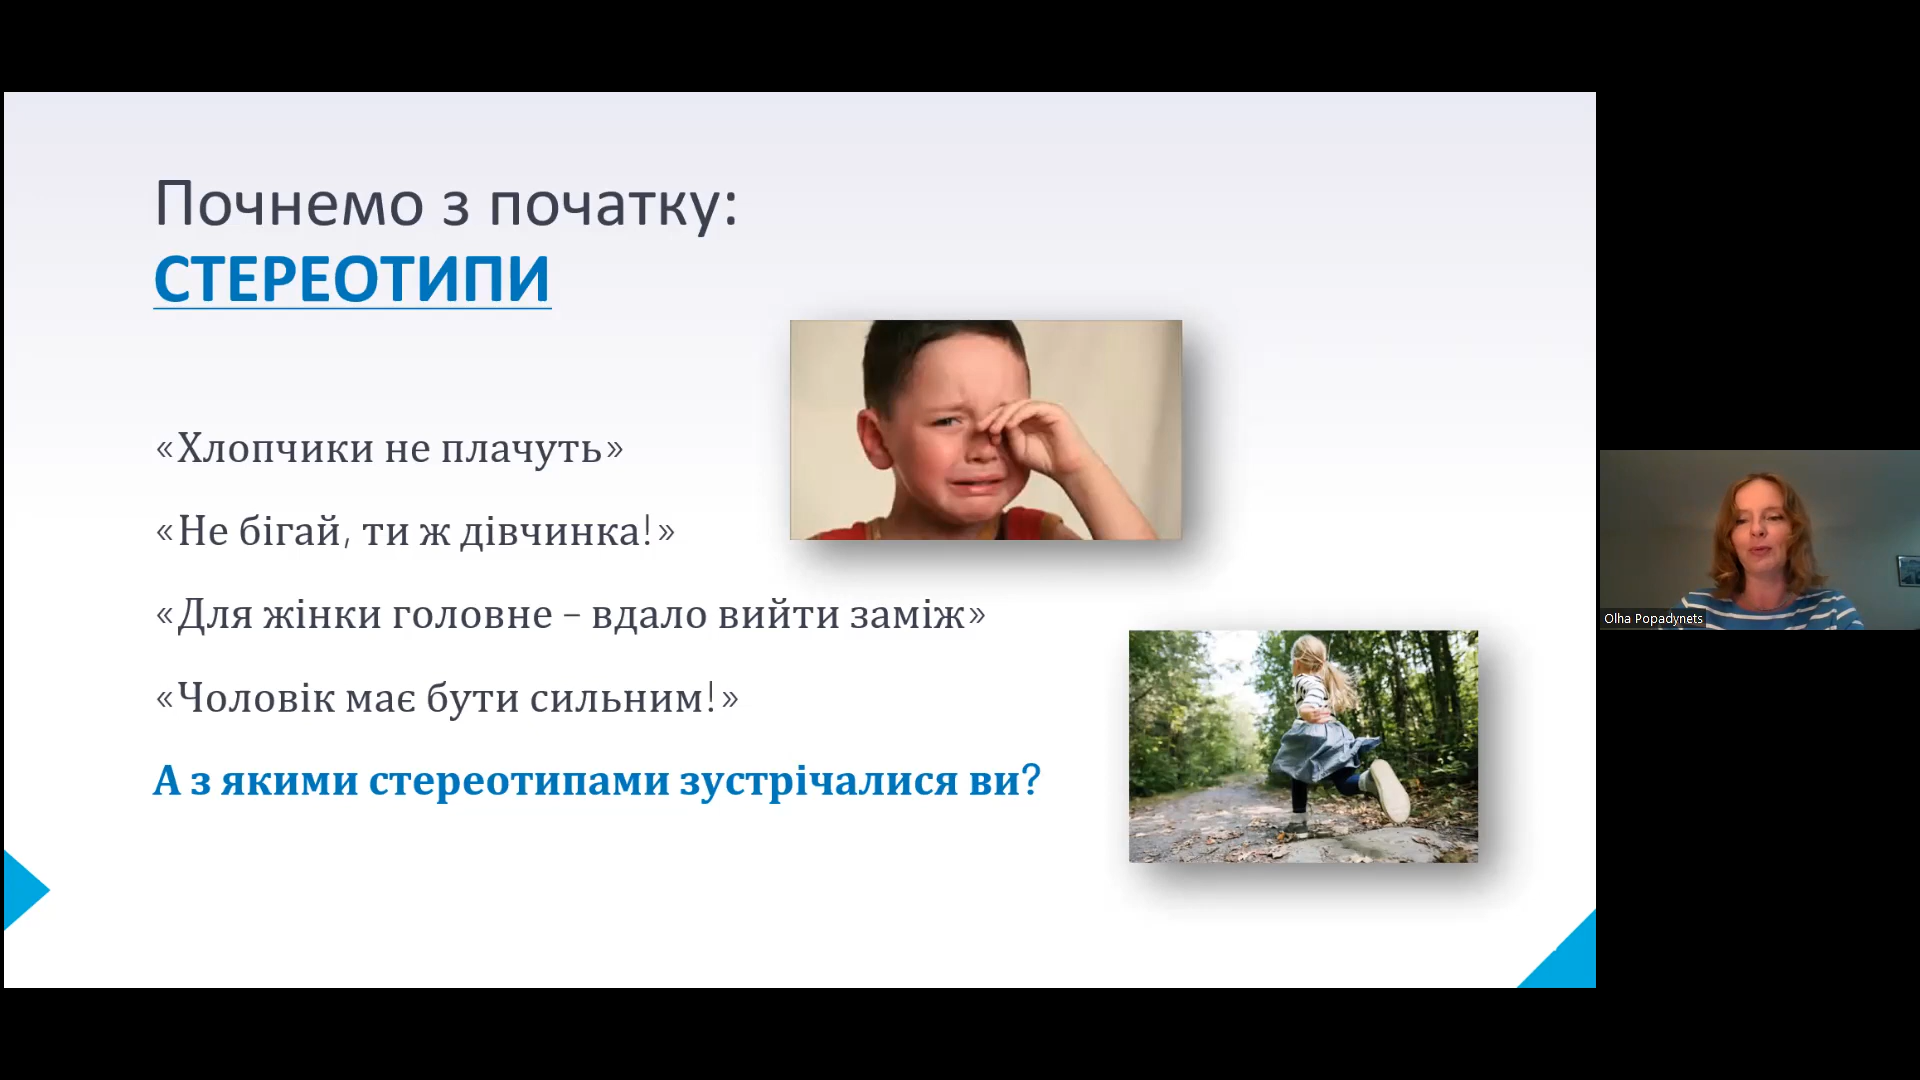 Почнемо з початку:
СТЕРЕОТИПИ
«Хлопчики не плачуть»
«Не бігай, ти ж дівчинка!»
«Для жінки головне – вдало вийти заміж»
«Чоловік має бути сильним!»
А з якими стереотипами зустрічалися ви?
Olha Popadynets